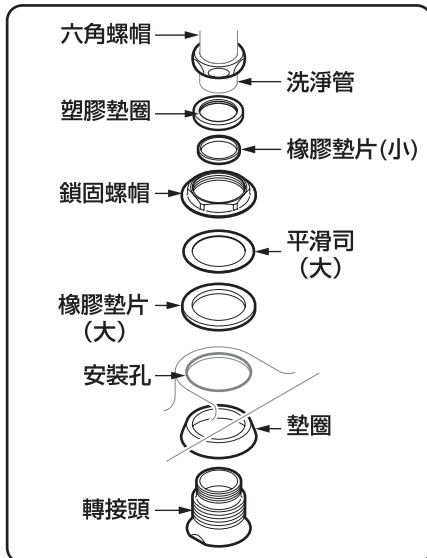 六角螺帽
洗淨管
塑膠墊圈
橡膠墊片(小)
鎖固螺帽
平滑司
(大)
橡膠墊片
(大)
安裝孔
墊圈
轉接頭